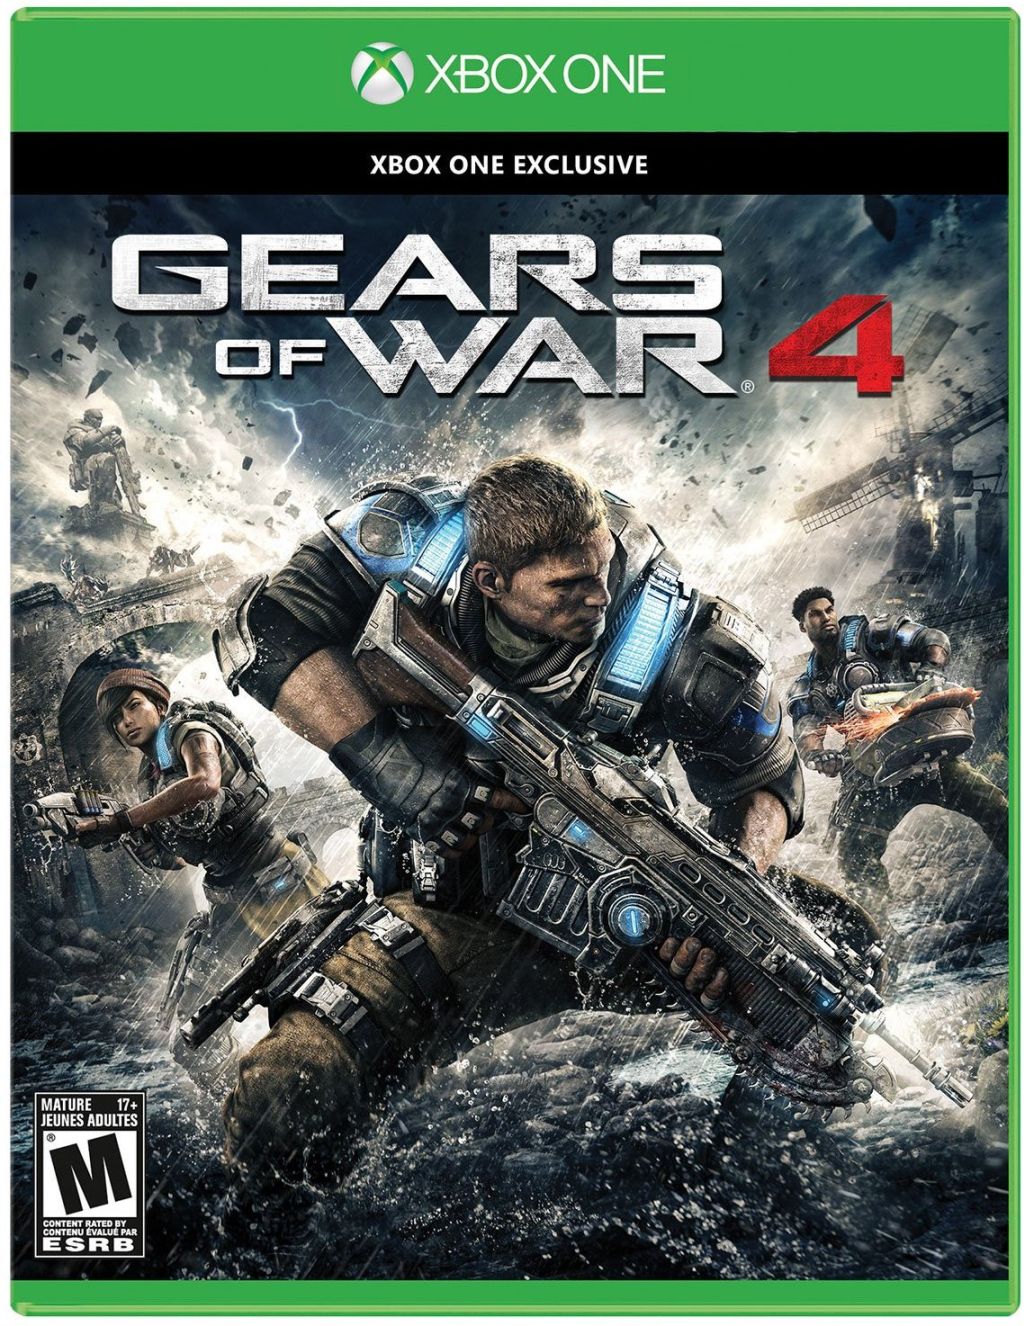 XBOX ONE
XBOX ONE EXCLUSIVE
GEARS
OF WAR® 4
MATURE 17+
JEUNES ADULTES
® M
CONTENT RATED BY
CONTENU ÉVALUÉ PAR
ESRB